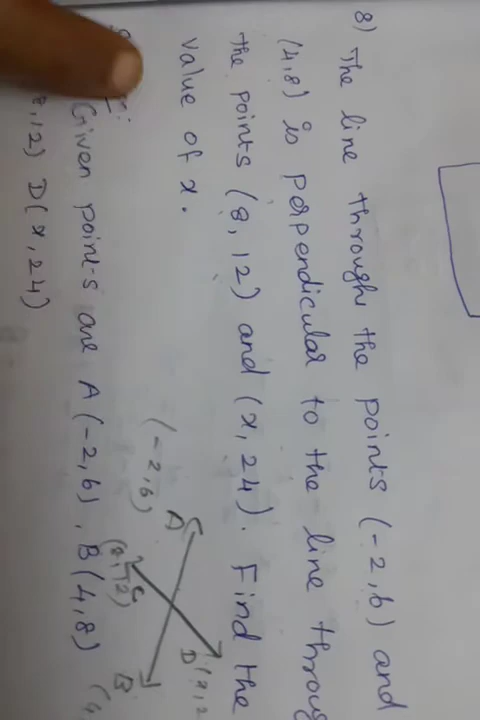 8) The line through the points (-2,6) and
(4,8) is perpendicular to the line throu
the points (8, 12) and (x, 24). Find the
value of x.
Given points are A (-2,6), B (4,8)
,12) D(x,24)
(-2,6)
A
(8,12)
C
D
B